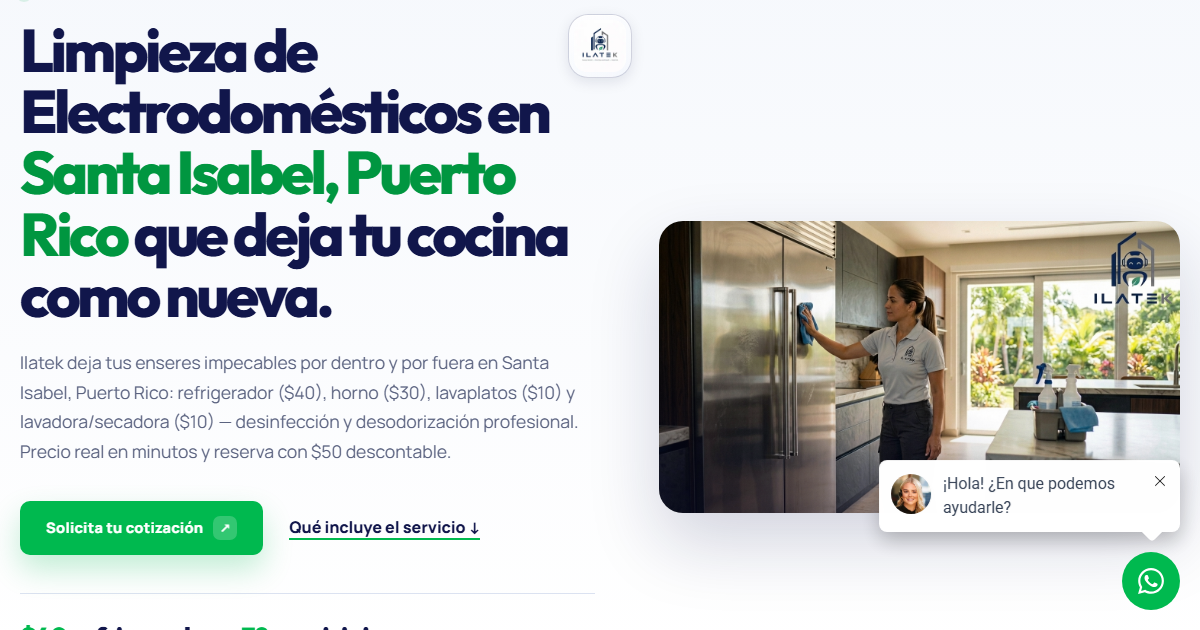 Limpieza de
Electrodomésticos en
Santa Isabel, Puerto
Rico que deja tu cocina
como nueva.
ILATEK
Ilatek deja tus enseres impecables por dentro y por fuera en Santa
Isabel, Puerto Rico: refrigerador ($40), horno ($30), lavaplatos ($10) y
lavadora/secadora ($10) — desinfección y desodorización profesional.
Precio real en minutos y reserva con $50 descontable.
Solicita tu cotización ↗
Qué incluye el servicio ↓
ILATEK
¡Hola! ¿En que podemos
ayudarle?